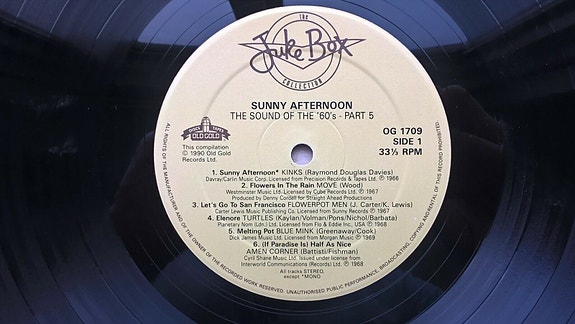 the
Juke Box
COLLECTION
SUNNY AFTERNOON
THE SOUND OF THE '60's - PART 5
DISCS TAPES
OLD GOLD
This compilation
℗ 1990 Old Gold
Records Ltd.
OG 1709
SIDE 1
33⅓ RPM
1. Sunny Afternoon* KINKS (Raymond Douglas Davies)
Davray/Carlin Music Corp. Licensed from Precision Records & Tapes Ltd. ℗ 1966
2. Flowers In The Rain MOVE (Wood)
Westminster Music Ltd. Licensed by Cube Records Ltd. ℗ 1967
Produced by Denny Cordell for Straight Ahead Productions
3. Let's Go To San Francisco FLOWERPOT MEN (J. Carter/K. Lewis)
Carter Lewis Music Publishing Co. Licensed from Sunny Records ℗ 1967
4. Elenore TURTLES (Kaylan/Volman/Pons/Nichol/Barbata)
Planetary Nom (Ldn.) Ltd. Licensed from Flo & Eddie Inc., USA ℗ 1968
5. Melting Pot BLUE MINK (Greenaway/Cook)
Dick James Music Ltd. Licensed from Morgan Music ℗ 1969
6. (If Paradise Is) Half As Nice
AMEN CORNER (Battisti/Fishman)
Cyril Shane Music Ltd. Issued under license from
Interworld Communications (Records) Ltd. ℗ 1968
All tracks STEREO,
except *MONO
ALL RIGHTS OF THE MANUFACTURER AND OF THE OWNER OF THE RECORDED WORK RESERVED. UNAUTHORISED PUBLIC PERFORMANCE, BROADCASTING, COPYING AND RENTAL OF THIS RECORD PROHIBITED.